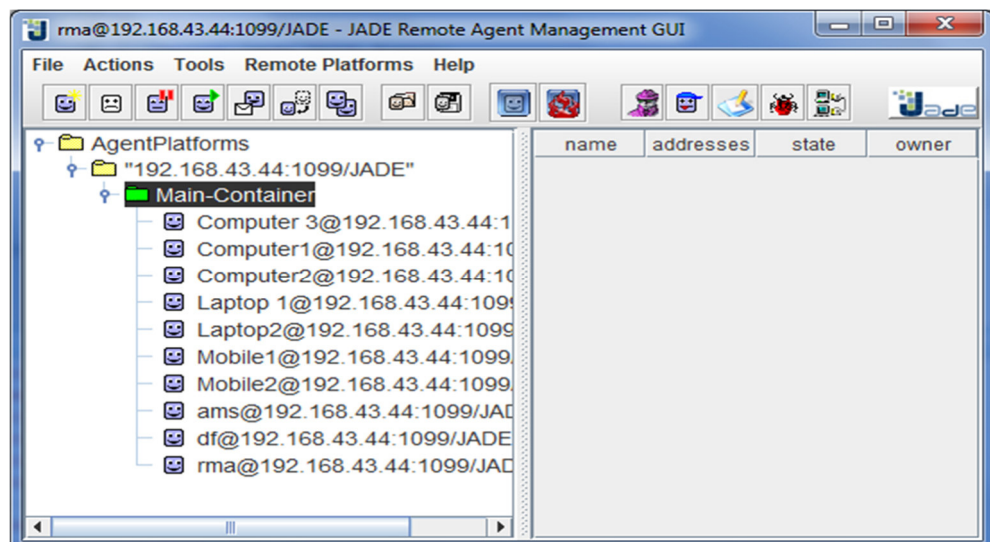 rma@192.168.43.44:1099/JADE - JADE Remote Agent Management GUI
File Actions Tools Remote Platforms Help
Jade
AgentPlatforms
"192.168.43.44:1099/JADE"
Main-Container
Computer 3@192.168.43.44:1
Computer1@192.168.43.44:10
Computer2@192.168.43.44:10
Laptop 1@192.168.43.44:109
Laptop2@192.168.43.44:1099
Mobile1@192.168.43.44:1099
Mobile2@192.168.43.44:1099
ams@192.168.43.44:1099/JAD
df@192.168.43.44:1099/JADE
rma@192.168.43.44:1099/JAD
name addresses state owner